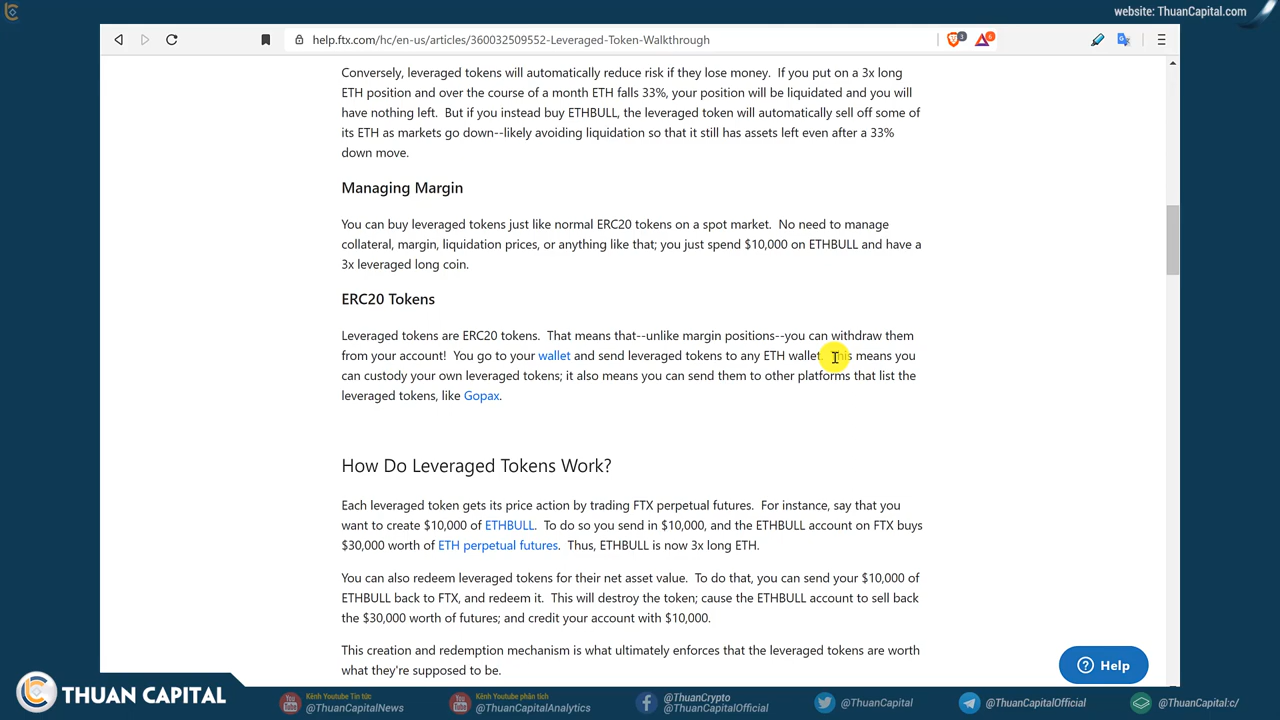 website: ThuanCapital.com
help.ftx.com/hc/en-us/articles/360032509552-Leveraged-Token-Walkthrough
Conversely, leveraged tokens will automatically reduce risk if they lose money. If you put on a 3x long
ETH position and over the course of a month ETH falls 33%, your position will be liquidated and you will
have nothing left. But if you instead buy ETHBULL, the leveraged token will automatically sell off some of
its ETH as markets go down--likely avoiding liquidation so that it still has assets left even after a 33%
down move.
Managing Margin
You can buy leveraged tokens just like normal ERC20 tokens on a spot market. No need to manage
collateral, margin, liquidation prices, or anything like that; you just spend $10,000 on ETHBULL and have a
3x leveraged long coin.
ERC20 Tokens
Leveraged tokens are ERC20 tokens. That means that--unlike margin positions--you can withdraw them
from your account! You go to your wallet and send leveraged tokens to any ETH wallet. This means you
can custody your own leveraged tokens; it also means you can send them to other platforms that list the
leveraged tokens, like Gopax.
How Do Leveraged Tokens Work?
Each leveraged token gets its price action by trading FTX perpetual futures. For instance, say that you
want to create $10,000 of ETHBULL. To do so you send in $10,000, and the ETHBULL account on FTX buys
$30,000 worth of ETH perpetual futures. Thus, ETHBULL is now 3x long ETH.
You can also redeem leveraged tokens for their net asset value. To do that, you can send your $10,000 of
ETHBULL back to FTX, and redeem it. This will destroy the token; cause the ETHBULL account to sell back
the $30,000 worth of futures; and credit your account with $10,000.
This creation and redemption mechanism is what ultimately enforces that the leveraged tokens are worth
what they're supposed to be.
Help
THUAN CAPITAL
Kênh Youtube Tin tức:
@ThuanCapitalNews
Kênh Youtube phân tích
@ThuanCapitalAnalytics
@ThuanCrypto
@ThuanCapitalOfficial
@ThuanCapital
@ThuanCapitalOfficial
@ThuanCapital:c/